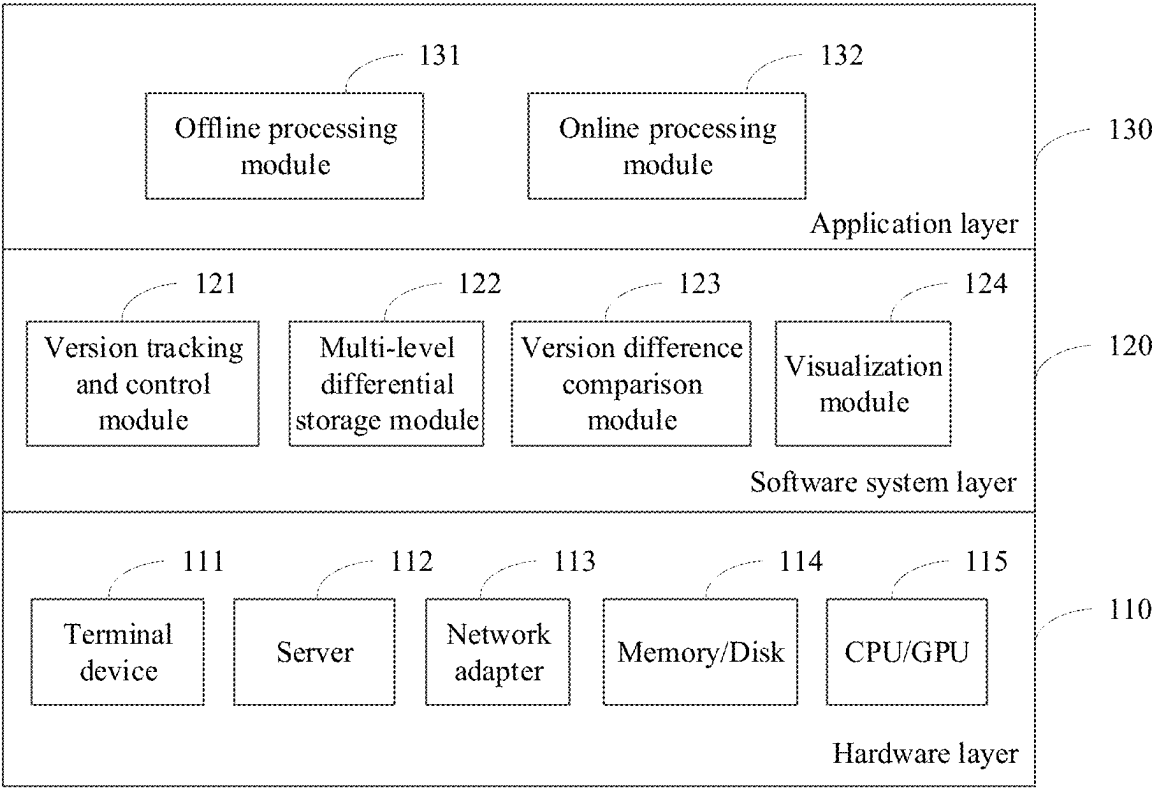 131
132
Offline processing
module
Online processing
module
130
Application layer
121
122
123
124
Version tracking
and control
module
Multi-level
differential
storage module
Version difference
comparison
module
Visualization
module
120
Software system layer
111
112
113
114
115
Terminal
device
Server
Network
adapter
Memory/Disk
CPU/GPU
110
Hardware layer